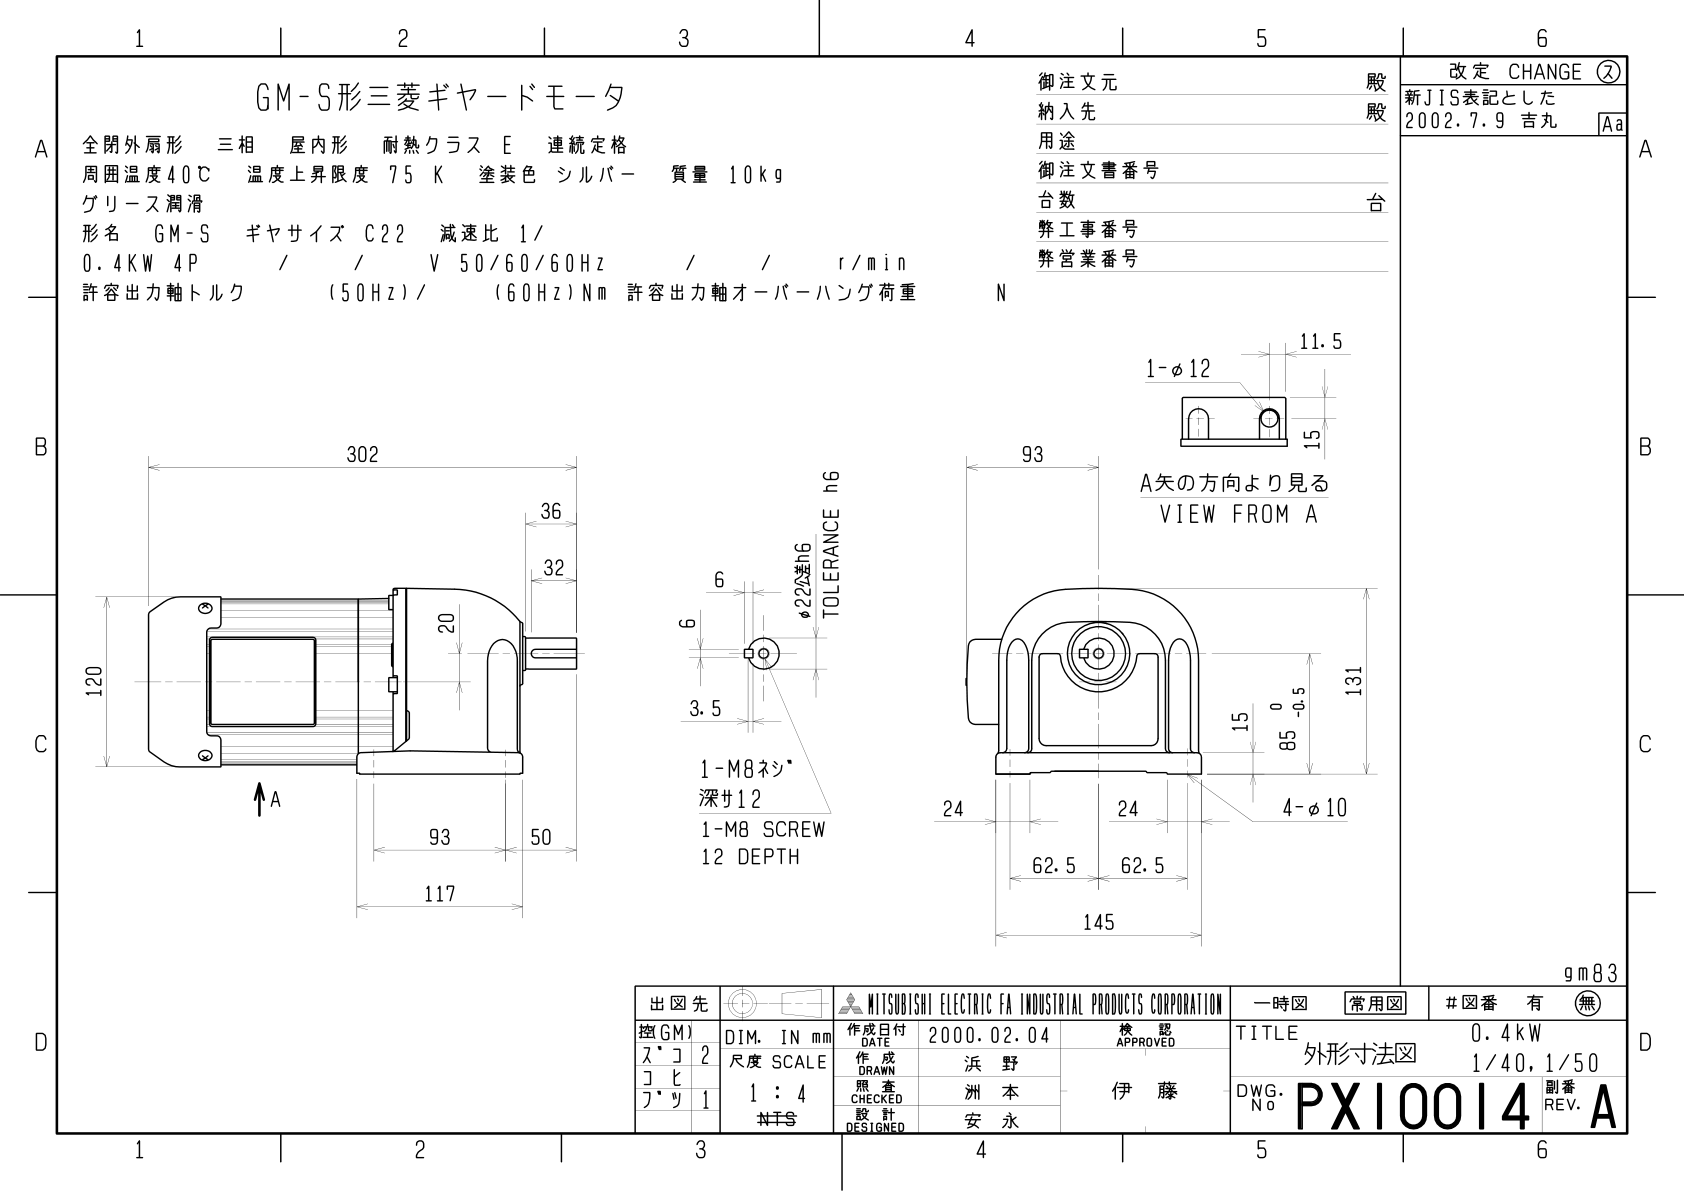 1 2 3 4 5 6
GM-S形三菱ギヤードモータ
全閉外扇形 三相 屋内形 耐熱クラス E 連続定格
周囲温度40℃ 温度上昇限度 75 K 塗装色 シルバー 質量 10kg
グリース潤滑
形名 GM-S ギヤサイズ C22 減速比 1/
0.4KW 4P / / V 50/60/60Hz / / r/min
許容出力軸トルク (50Hz)/ (60Hz)Nm 許容出力軸オーバーハング荷重 N
御注文元 殿
納入先 殿
用途
御注文書番号
台数 台
弊工事番号
弊営業番号
改定 CHANGE ス
新JIS表記とした
2002.7.9 吉丸 Aa
A A
B B
C C
D D
11.5
1-φ12
15
A矢の方向より見る
VIEW FROM A
302
36
32
20
120
A
93 50
117
6
6
φ22公差h6
TOLERANCE h6
3.5
1-M8ネジ
深サ12
1-M8 SCREW
12 DEPTH
93
131
15
85 0 -0.5
24 24
4-φ10
62.5 62.5
145
gm83
出図先
控(GM)
ズコ 2
コピ
ブツ 1
DIM. IN mm
尺度 SCALE
1 : 4
NTS
MITSUBISHI ELECTRIC FA INDUSTRIAL PRODUCTS CORPORATION
作成日付 DATE 2000.02.04
検認 APPROVED
作成 DRAWN 浜野
照査 CHECKED 洲本
設計 DESIGNED 安永
伊藤
一時図 常用図 #図番 有 無
TITLE 0.4kW
外形寸法図 1/40,1/50
DWG. No PX10014
副番 REV. A
1 2 3 4 5 6